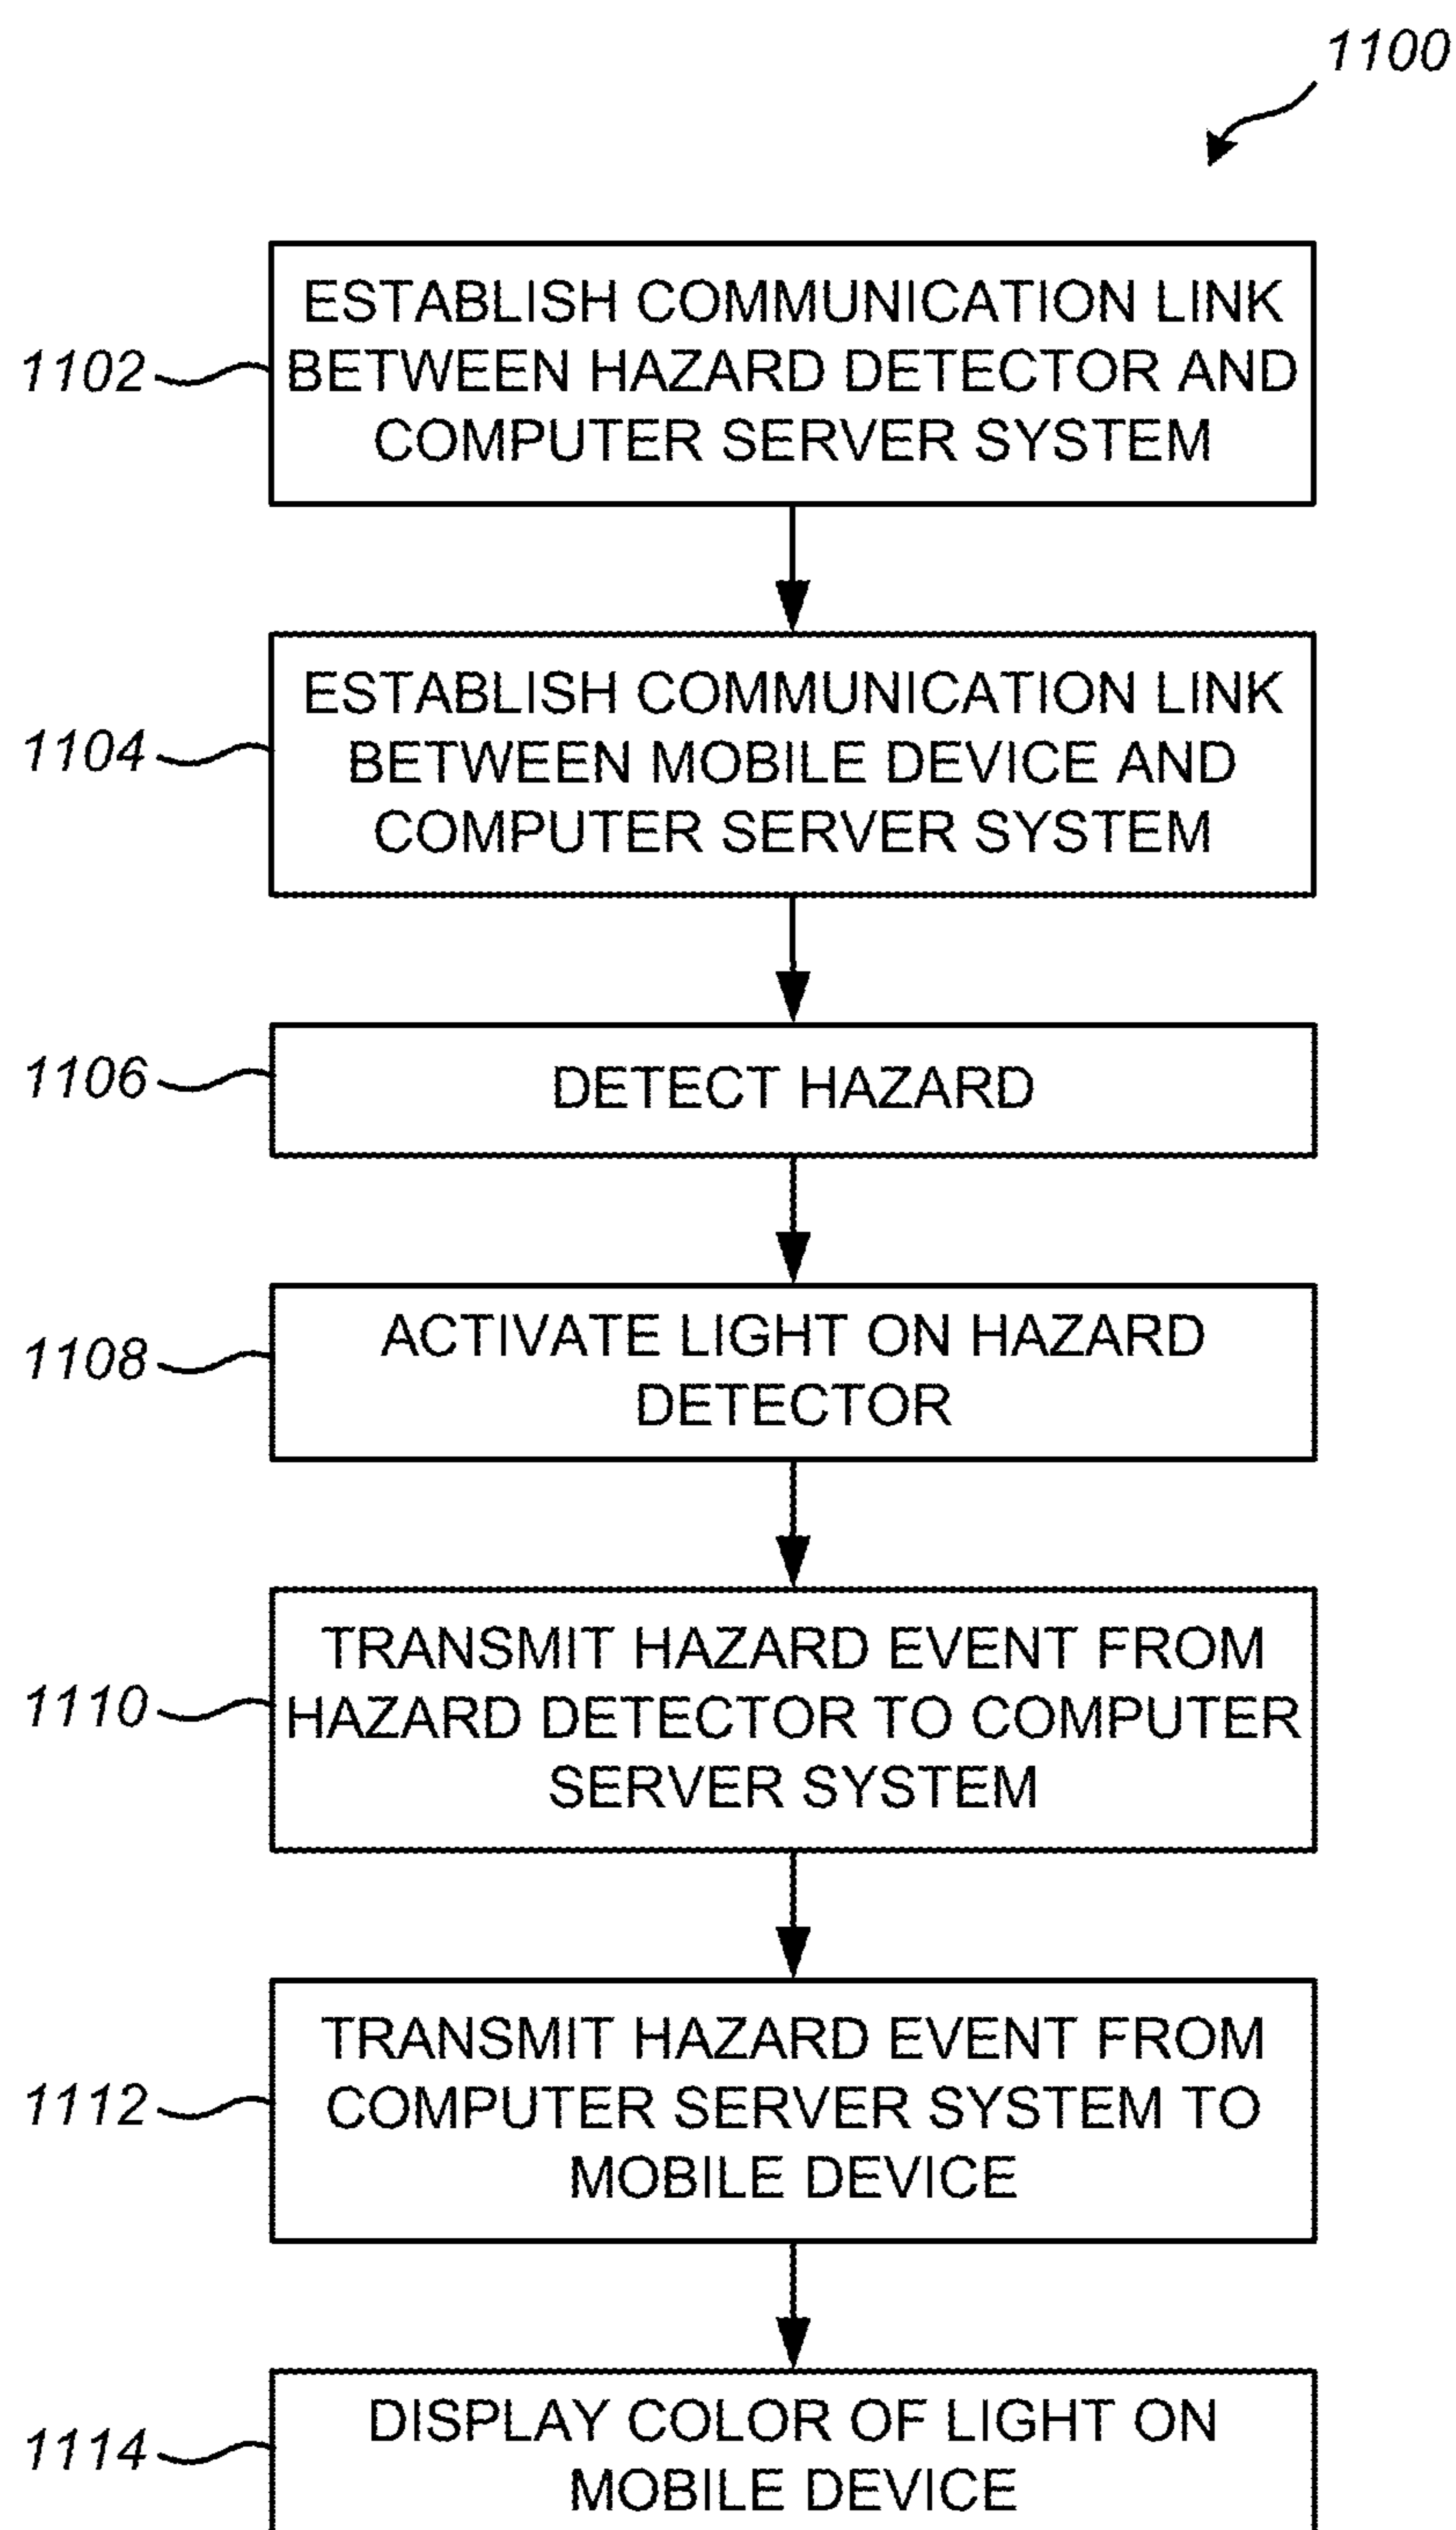 1100
1102
ESTABLISH COMMUNICATION LINK
BETWEEN HAZARD DETECTOR AND
COMPUTER SERVER SYSTEM
1104
ESTABLISH COMMUNICATION LINK
BETWEEN MOBILE DEVICE AND
COMPUTER SERVER SYSTEM
1106
DETECT HAZARD
1108
ACTIVATE LIGHT ON HAZARD
DETECTOR
1110
TRANSMIT HAZARD EVENT FROM
HAZARD DETECTOR TO COMPUTER
SERVER SYSTEM
1112
TRANSMIT HAZARD EVENT FROM
COMPUTER SERVER SYSTEM TO
MOBILE DEVICE
1114
DISPLAY COLOR OF LIGHT ON
MOBILE DEVICE